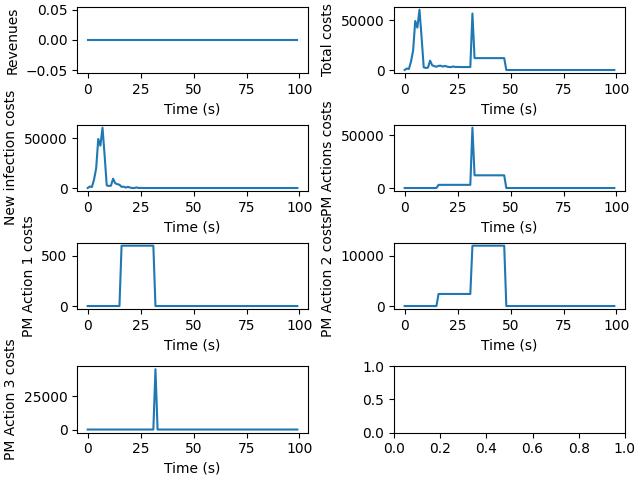 Revenues
0.05
0.00
−0.05
0 25 50 75 100
Time (s)
Total costs
50000
0
0 25 50 75 100
Time (s)
New infection costs
50000
0
0 25 50 75 100
Time (s)
PM Actions costs
50000
0
0 25 50 75 100
Time (s)
PM Action 1 costs
500
0
0 25 50 75 100
Time (s)
PM Action 2 costs
10000
0
0 25 50 75 100
Time (s)
PM Action 3 costs
25000
0
0 25 50 75 100
Time (s)
1.0
0.5
0.0
0.0 0.2 0.4 0.6 0.8 1.0